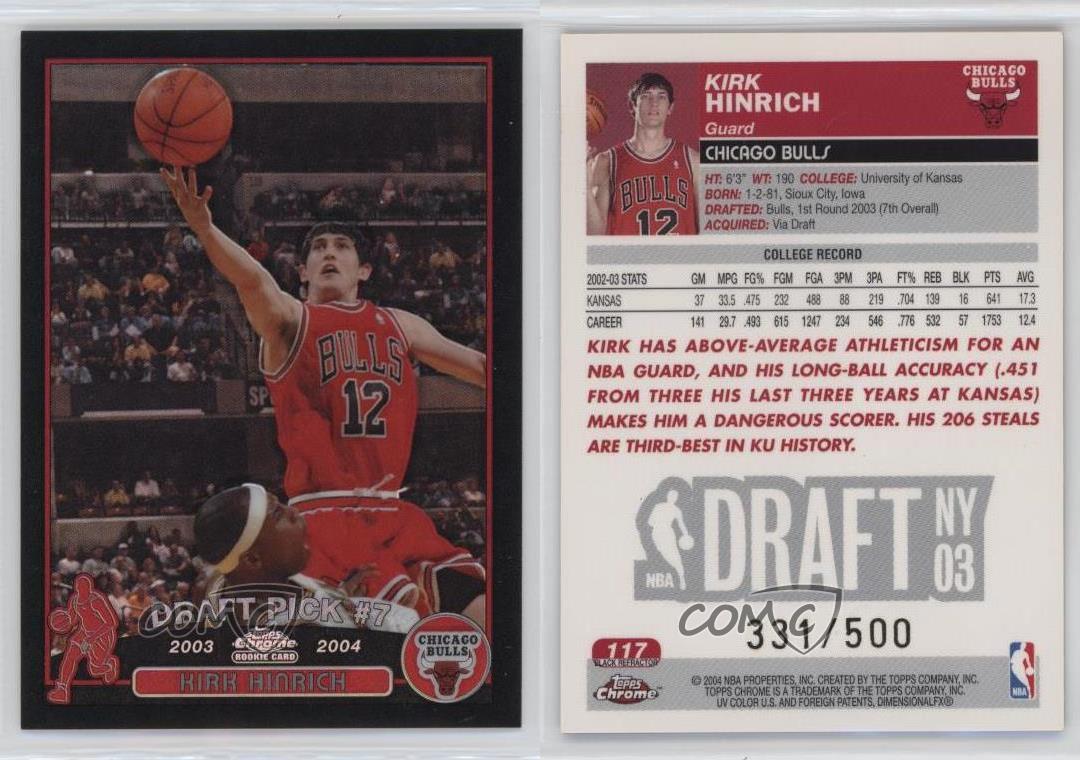 BULLS
12
SP
DRAFT PICK #7
2003 Topps Chrome 2004
ROOKIE CARD
KIRK HINRICH
CHICAGO BULLS
COMC
KIRK
HINRICH
Guard
CHICAGO BULLS
CHICAGO
BULLS
BULLS
12
HT: 6'3" WT: 190 COLLEGE: University of Kansas
BORN: 1-2-81, Sioux City, Iowa
DRAFTED: Bulls, 1st Round 2003 (7th Overall)
ACQUIRED: Via Draft
COLLEGE RECORD
2002-03 STATS GM MPG FG% FGM FGA 3PM 3PA FT% REB BLK PTS AVG
KANSAS 37 33.5 .475 232 488 88 219 .704 139 16 641 17.3
CAREER 141 29.7 .493 615 1247 234 546 .776 532 57 1753 12.4
KIRK HAS ABOVE-AVERAGE ATHLETICISM FOR AN
NBA GUARD, AND HIS LONG-BALL ACCURACY (.451
FROM THREE HIS LAST THREE YEARS AT KANSAS)
MAKES HIM A DANGEROUS SCORER. HIS 206 STEALS
ARE THIRD-BEST IN KU HISTORY.
NBA DRAFT NY 03
COMC
331/500
117
BLACK REFRACTOR
Topps Chrome™
© 2004 NBA PROPERTIES, INC. CREATED BY THE TOPPS COMPANY, INC.
TOPPS CHROME IS A TRADEMARK OF THE TOPPS COMPANY, INC.
UV COLOR U.S. AND FOREIGN PATENTS, DIMENSIONALFX®
NBA